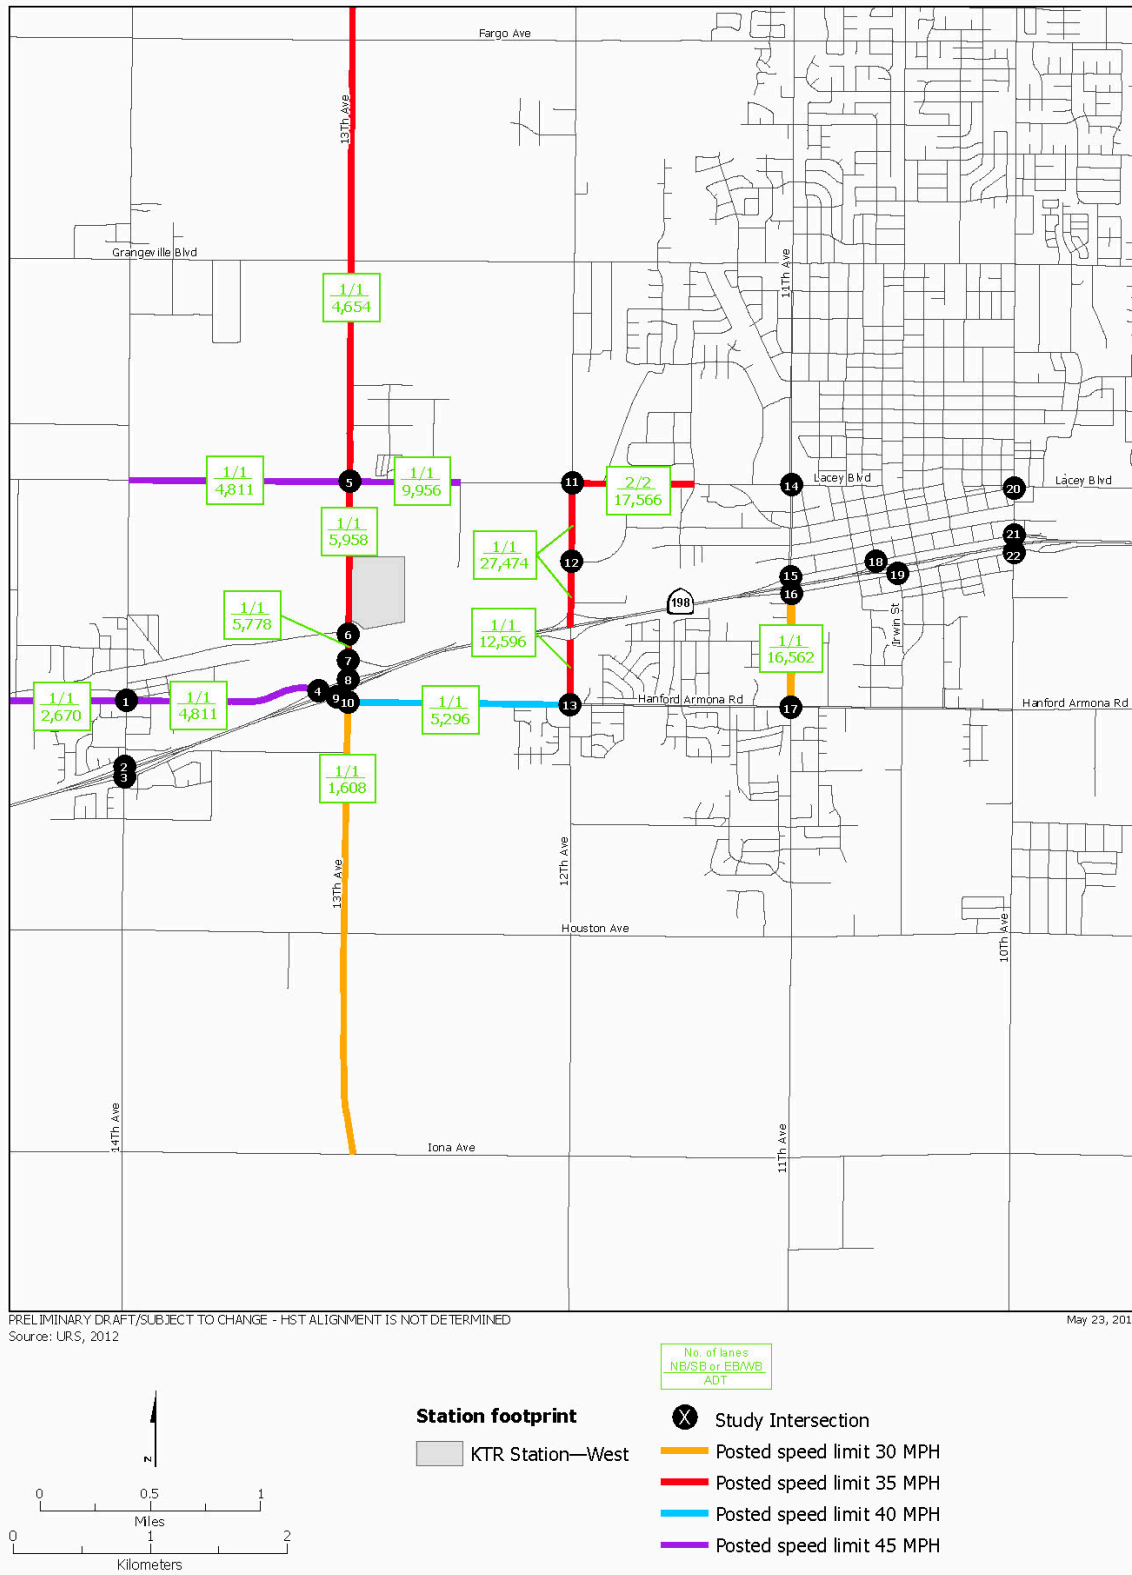 Fargo Ave
13Th Ave
Grangeville Blvd
11Th Ave
1/1
4,654
1/1
4,811
5
1/1
9,956
11
2/2
17,566
14
Lacey Blvd
20
Lacey Blvd
1/1
5,958
1/1
27,474
12
21
22
18
19
15
16
198
1/1
5,778
6
1/1
12,596
Irwin St
1/1
16,562
7
8
4
9
10
1/1
2,670
1
1/1
4,811
1/1
5,296
13
Hanford Armona Rd
17
Hanford Armona Rd
2
3
1/1
1,608
12Th Ave
13Th Ave
Houston Ave
10Th Ave
14Th Ave
Iona Ave
11Th Ave
PRELIMINARY DRAFT/SUBJECT TO CHANGE - HST ALIGNMENT IS NOT DETERMINED
May 23, 201
Source: URS, 2012
No. of lanes
NB/SB or EB/WB
ADT
Station footprint
X Study Intersection
KTR Station—West
Posted speed limit 30 MPH
Posted speed limit 35 MPH
Posted speed limit 40 MPH
Posted speed limit 45 MPH
N
0 0.5 1
Miles
0 1 2
Kilometers